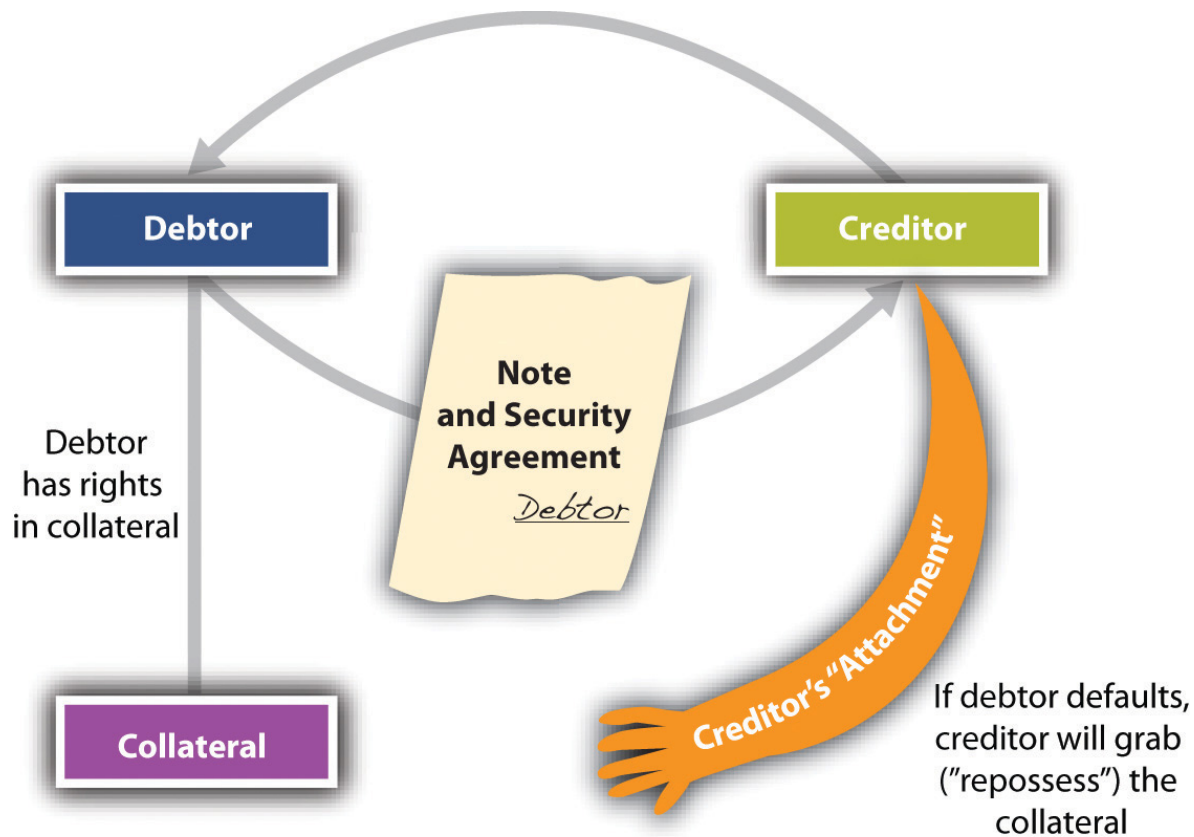 Debtor
Creditor
Note
and Security
Agreement
Debtor
Debtor
has rights
in collateral
Collateral
Creditor's "Attachment"
If debtor defaults,
creditor will grab
("repossess") the
collateral